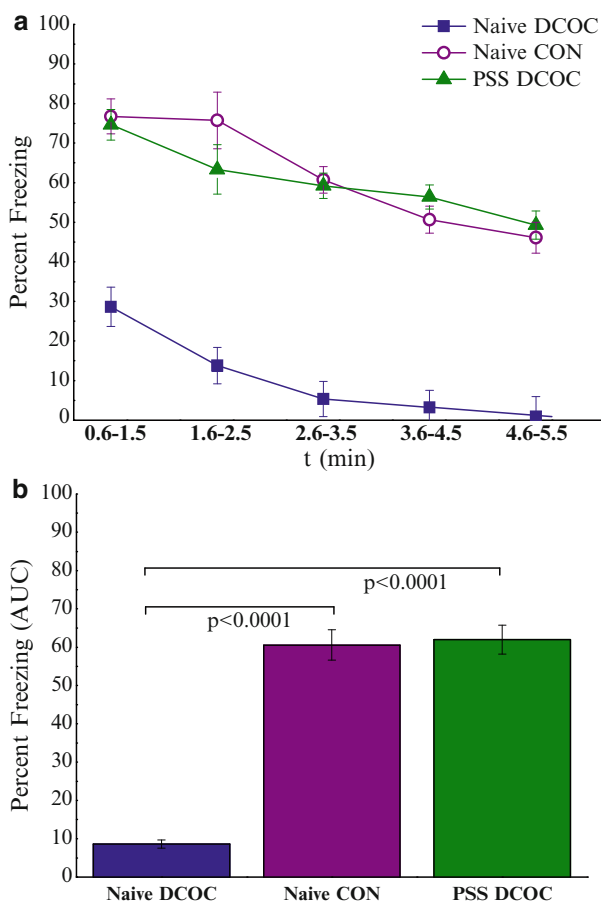 a
Naive DCOC
Naive CON
PSS DCOC
Percent Freezing
100
90
80
70
60
50
40
30
20
10
0
0.6-1.5 1.6-2.5 2.6-3.5 3.6-4.5 4.6-5.5
t (min)
b
Percent Freezing (AUC)
100
90
80
70
60
50
40
30
20
10
0
p<0.0001
p<0.0001
Naive DCOC Naive CON PSS DCOC